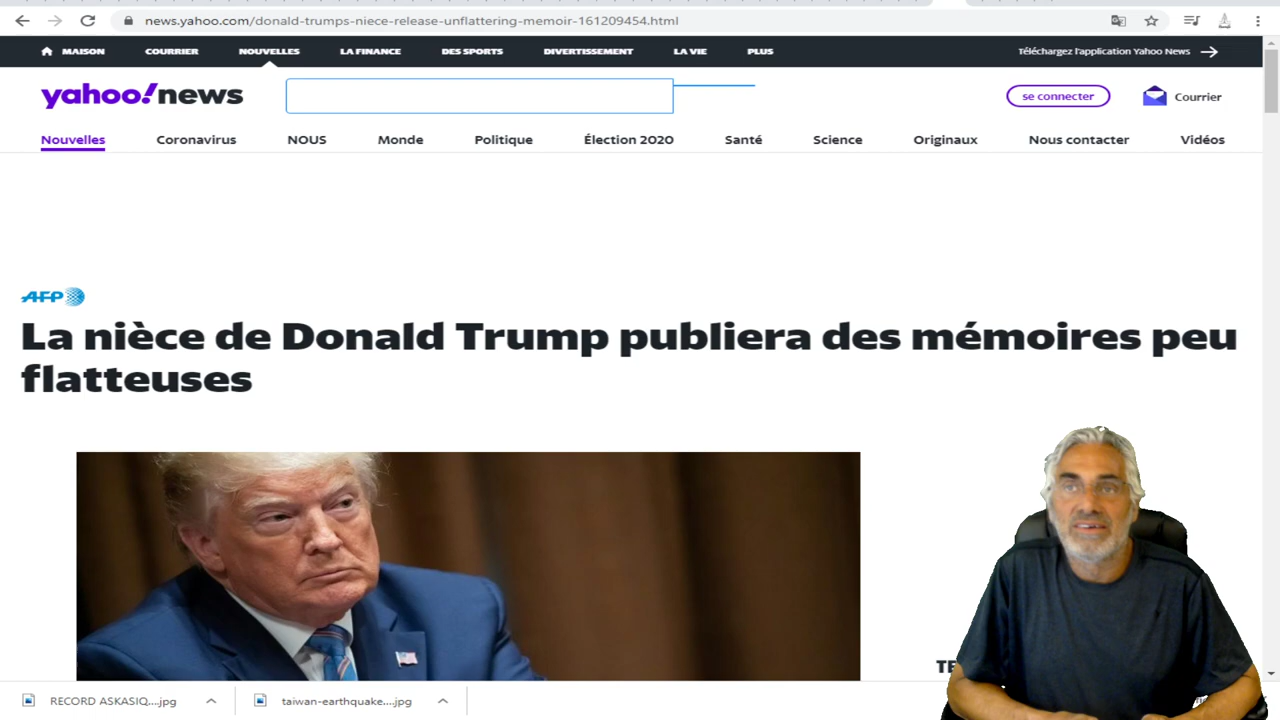 news.yahoo.com/donald-trumps-niece-release-unflattering-memoir-161209454.html
MAISON COURRIER NOUVELLES LA FINANCE DES SPORTS DIVERTISSEMENT LA VIE PLUS Téléchargez l'application Yahoo News
yahoo!news se connecter Courrier
Nouvelles Coronavirus NOUS Monde Politique Élection 2020 Santé Science Originaux Nous contacter Vidéos
AFP
La nièce de Donald Trump publiera des mémoires peu
flatteuses
RECORD ASKASIQ....jpg taiwan-earthquake....jpg